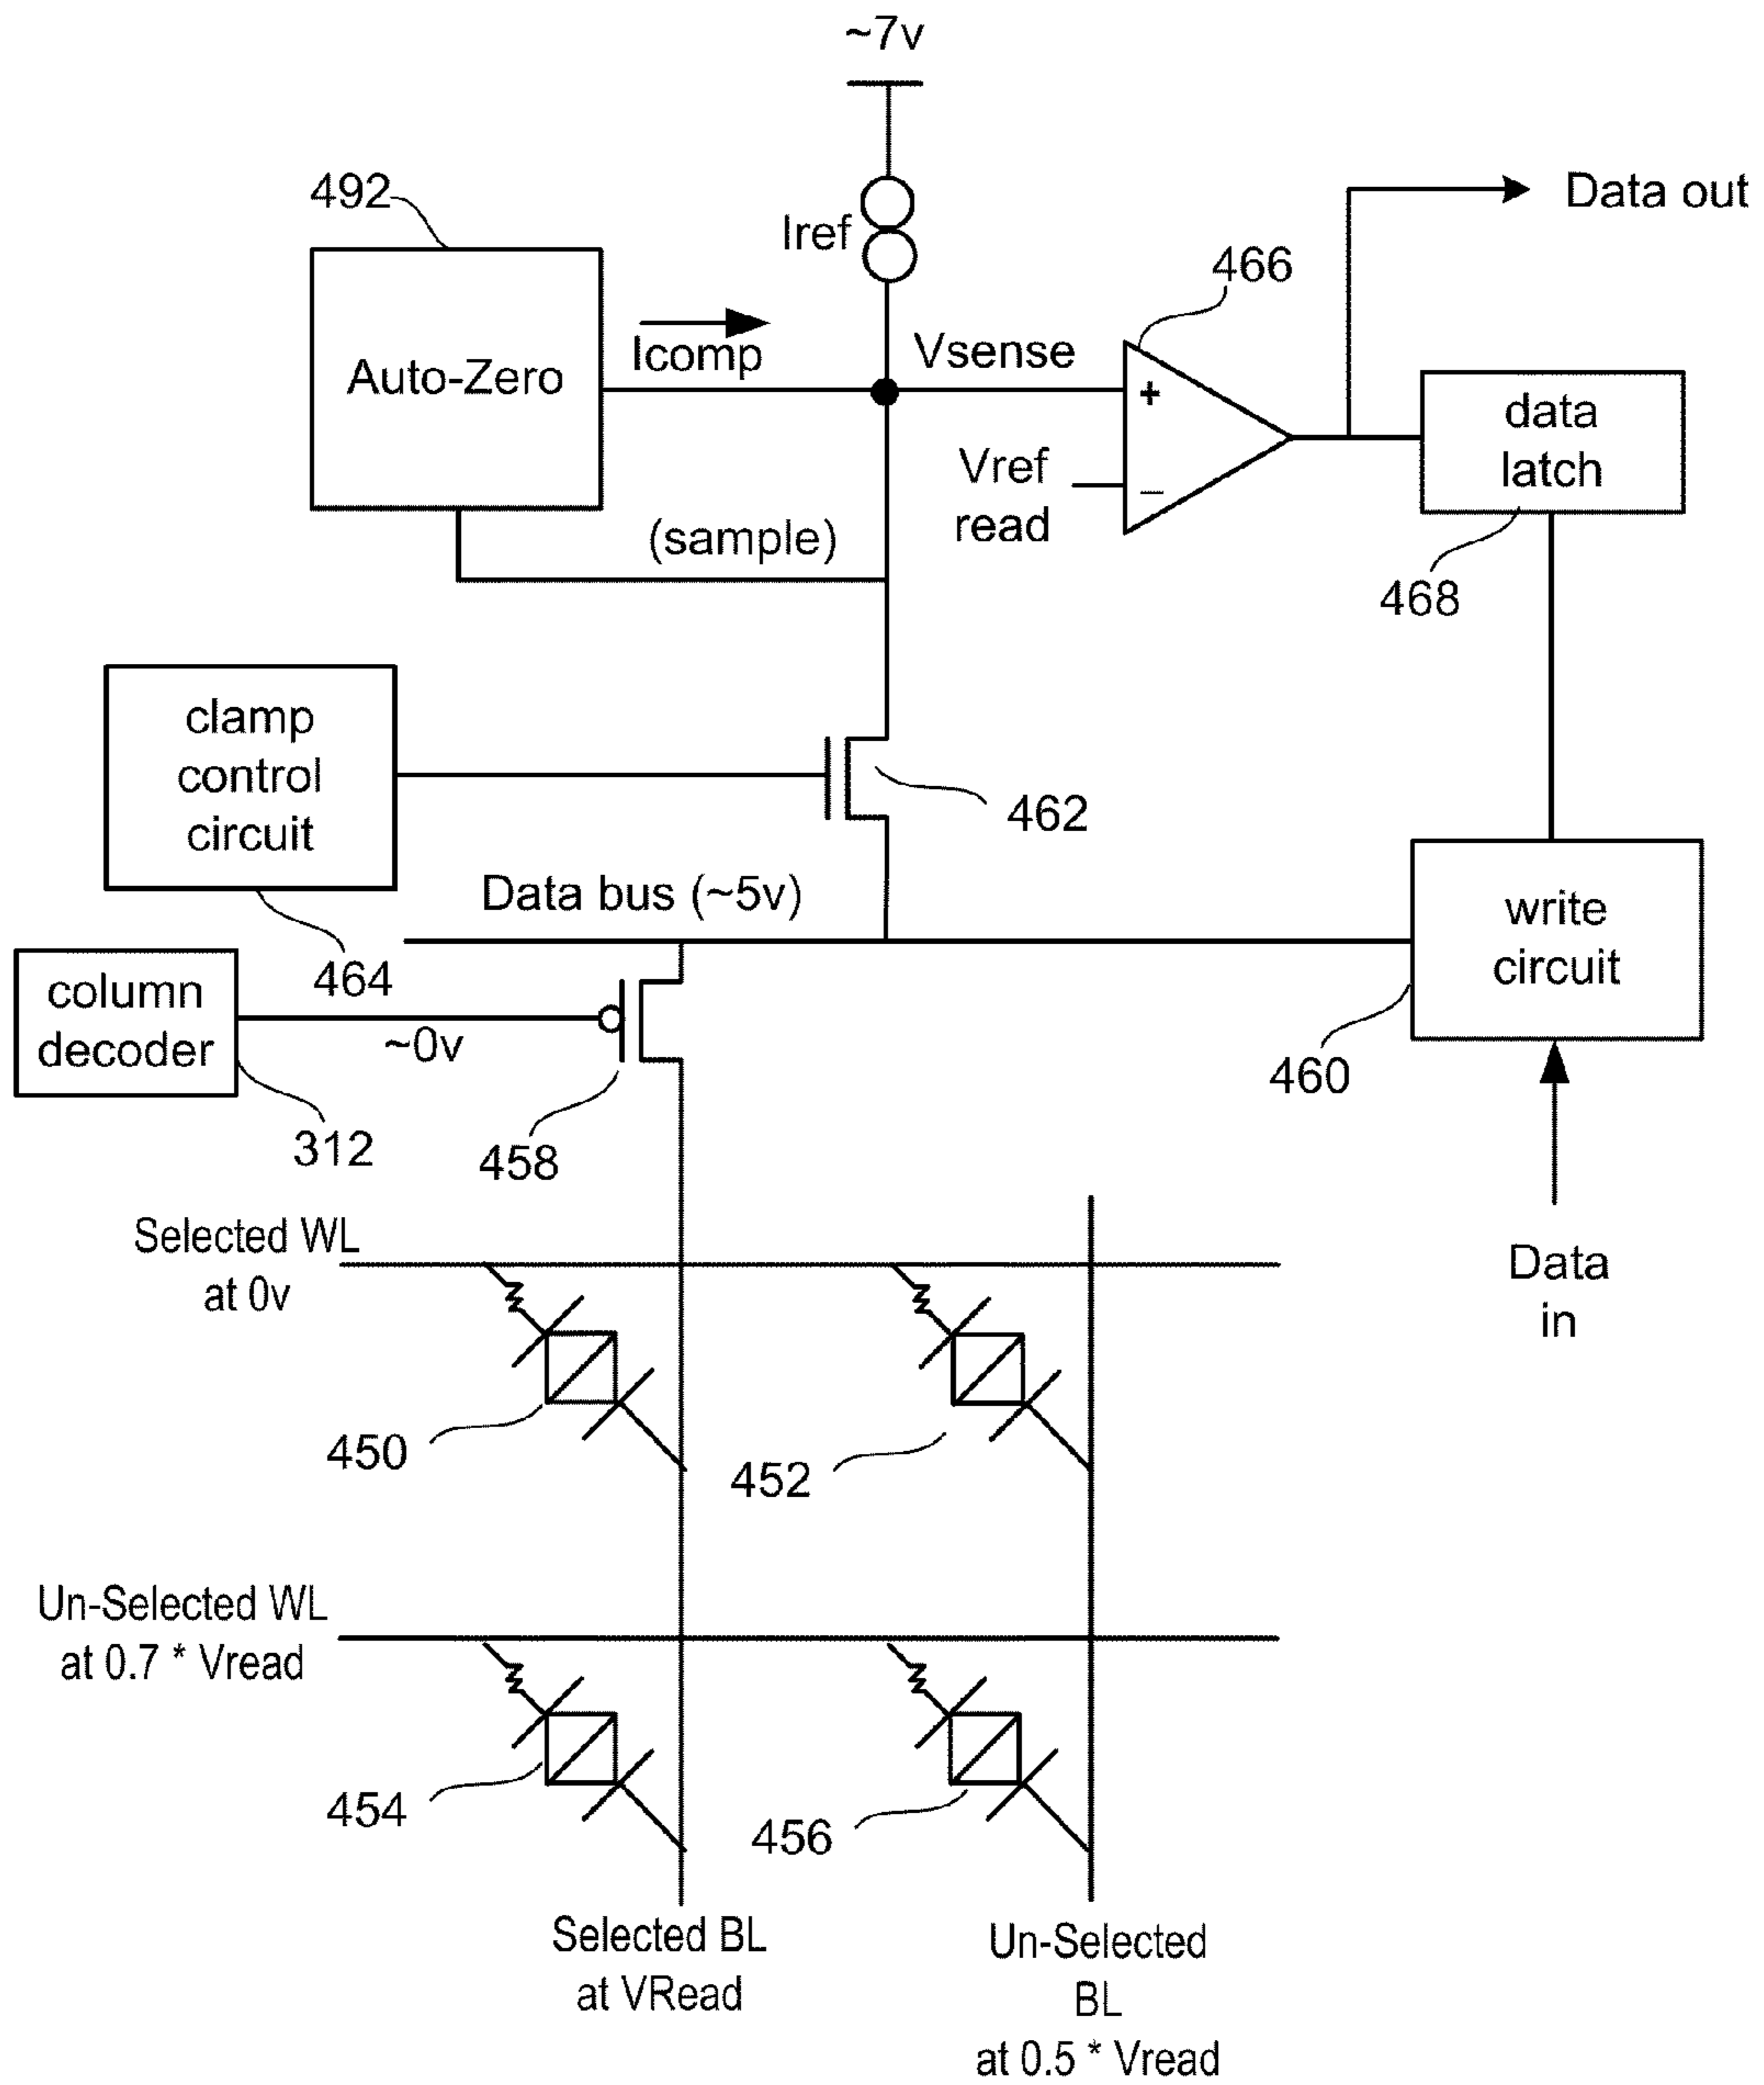 ~7v
492
Iref
Data out
466
Auto-Zero
Icomp
Vsense
+
Vref
read
−
data
latch
(sample)
468
clamp
control
circuit
462
Data bus (~5v)
write
circuit
464
column
decoder
~0v
460
312
458
Selected WL
at 0v
Data
in
450
452
Un-Selected WL
at 0.7 * Vread
454
456
Selected BL
at VRead
Un-Selected
BL
at 0.5 * Vread